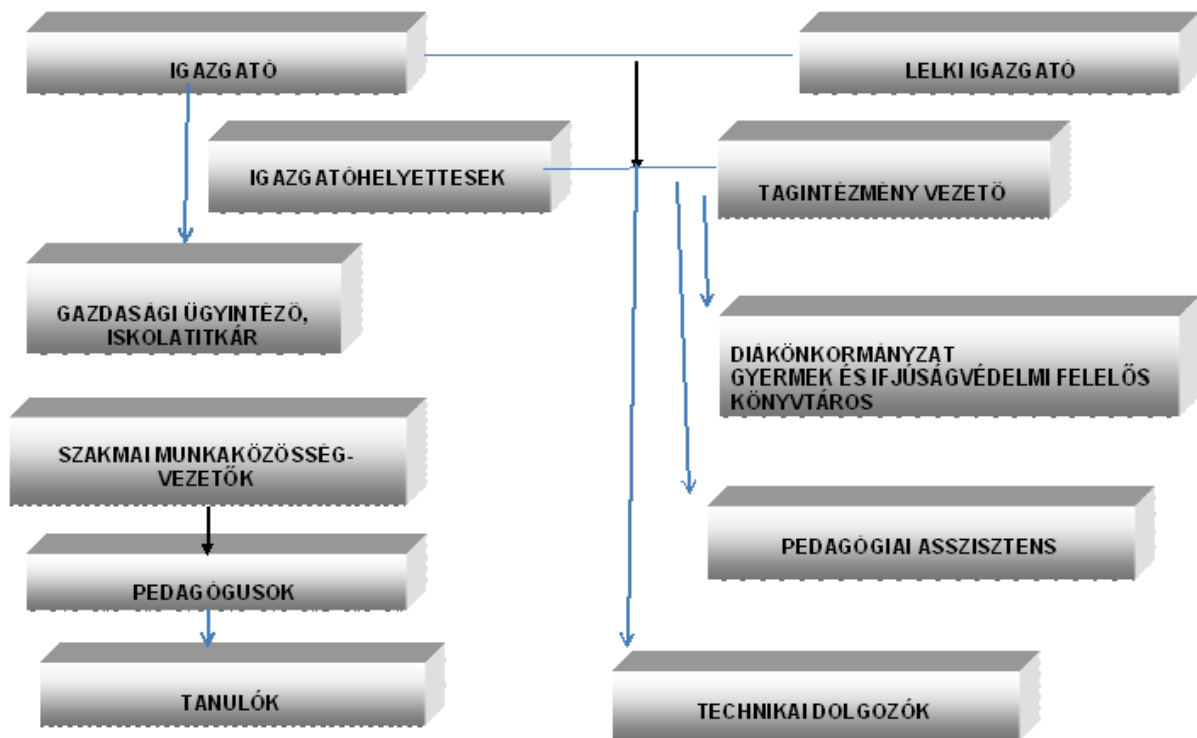 IGAZGATÓ
LELKI IGAZGATÓ
IGAZGATÓHELYETTESEK
TAGINTÉZMÉNY VEZETŐ
GAZDASÁGI ÜGYINTÉZŐ,
ISKOLATITKÁR
DIÁKÖNKORMÁNYZAT
GYERMEK ÉS IFJÚSÁGVÉDELMI FELELŐS
KÖNYVTÁROS
SZAKMAI MUNKAKÖZÖSSÉG-
VEZETŐK
PEDAGÓGIAI ASSZISZTENS
PEDAGÓGUSOK
TANULÓK
TECHNIKAI DOLGOZÓK